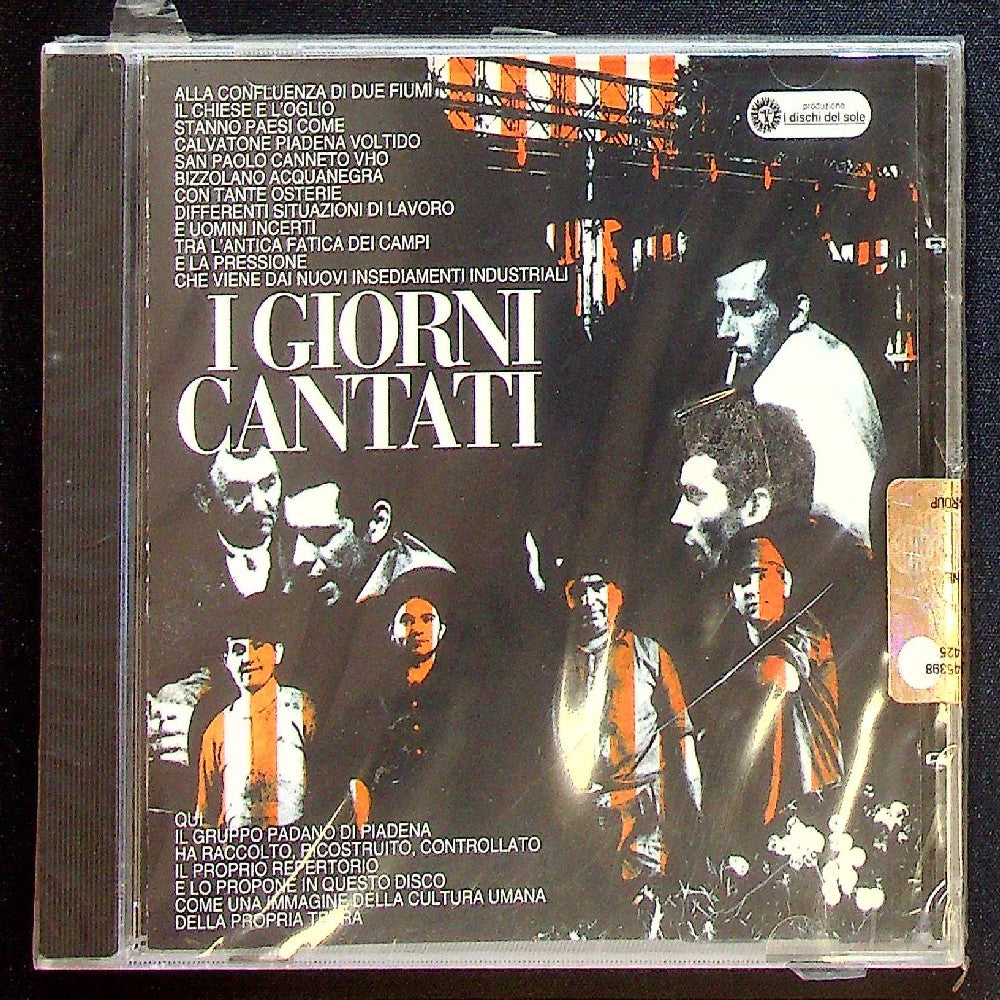 ALLA CONFLUENZA DI DUE FIUMI
IL CHIESE E L'OGLIO
STANNO PAESI COME
CALVATONE PIADENA VOLTIDO
SAN PAOLO CANNETO VHO
BIZZOLANO ACQUANEGRA
CON TANTE OSTERIE
DIFFERENTI SITUAZIONI DI LAVORO
E UOMINI INCERTI
TRA L'ANTICA FATICA DEI CAMPI
E LA PRESSIONE
CHE VIENE DAI NUOVI INSEDIAMENTI INDUSTRIALI
produzione
i dischi del sole
I GIORNI
CANTATI
QUI
IL GRUPPO PADANO DI PIADENA
HA RACCOLTO, RICOSTRUITO, CONTROLLATO
IL PROPRIO REPERTORIO
E LO PROPONE IN QUESTO DISCO
COME UNA IMMAGINE DELLA CULTURA UMANA
DELLA PROPRIA TERRA
GROUP
425
45398